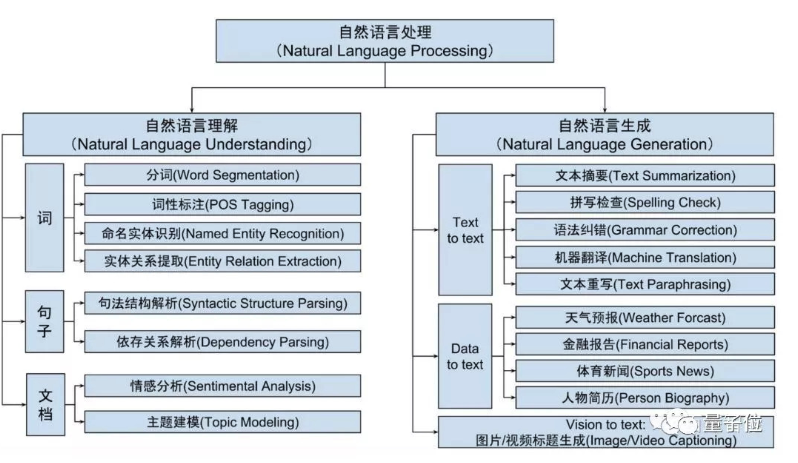 自然语言处理
（Natural Language Processing）
自然语言理解
（Natural Language Understanding）
词
分词(Word Segmentation)
词性标注(POS Tagging)
命名实体识别(Named Entity Recognition)
实体关系提取(Entity Relation Extraction)
句子
句法结构解析(Syntactic Structure Parsing)
依存关系解析(Dependency Parsing)
文档
情感分析(Sentimental Analysis)
主题建模(Topic Modeling)
自然语言生成
（Natural Language Generation）
Text
to text
文本摘要(Text Summarization)
拼写检查(Spelling Check)
语法纠错(Grammar Correction)
机器翻译(Machine Translation)
文本重写(Text Paraphrasing)
Data
to text
天气预报(Weather Forcast)
金融报告(Financial Reports)
体育新闻(Sports News)
人物简历(Person Biography)
Vision to text:
图片/视频标题生成(Image/Video Captioning)
量子位